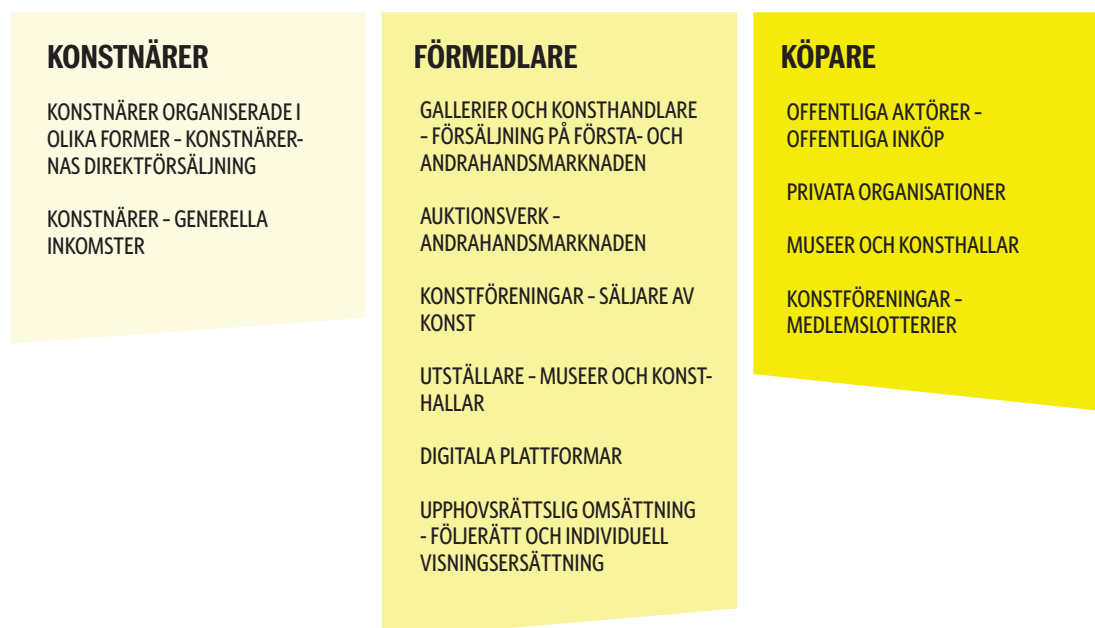 KONSTNÄRER
KONSTNÄRER ORGANISERADE I
OLIKA FORMER – KONSTNÄRER-
NAS DIREKTFÖRSÄLJNING
KONSTNÄRER – GENERELLA
INKOMSTER
FÖRMEDLARE
GALLERIER OCH KONSTHANDLARE
– FÖRSÄLJNING PÅ FÖRSTA- OCH
ANDRAHANDSMARKNADEN
AUKTIONSVERK –
ANDRAHANDSMARKNADEN
KONSTFÖRENINGAR – SÄLJARE AV
KONST
UTSTÄLLARE – MUSEER OCH KONST-
HALLAR
DIGITALA PLATTFORMAR
UPPHOVSRÄTTSLIG OMSÄTTNING
- FÖLJERÄTT OCH INDIVIDUELL
VISNINGSERSÄTTNING
KÖPARE
OFFENTLIGA AKTÖRER –
OFFENTLIGA INKÖP
PRIVATA ORGANISATIONER
MUSEER OCH KONSTHALLAR
KONSTFÖRENINGAR –
MEDLEMSLOTTERIER